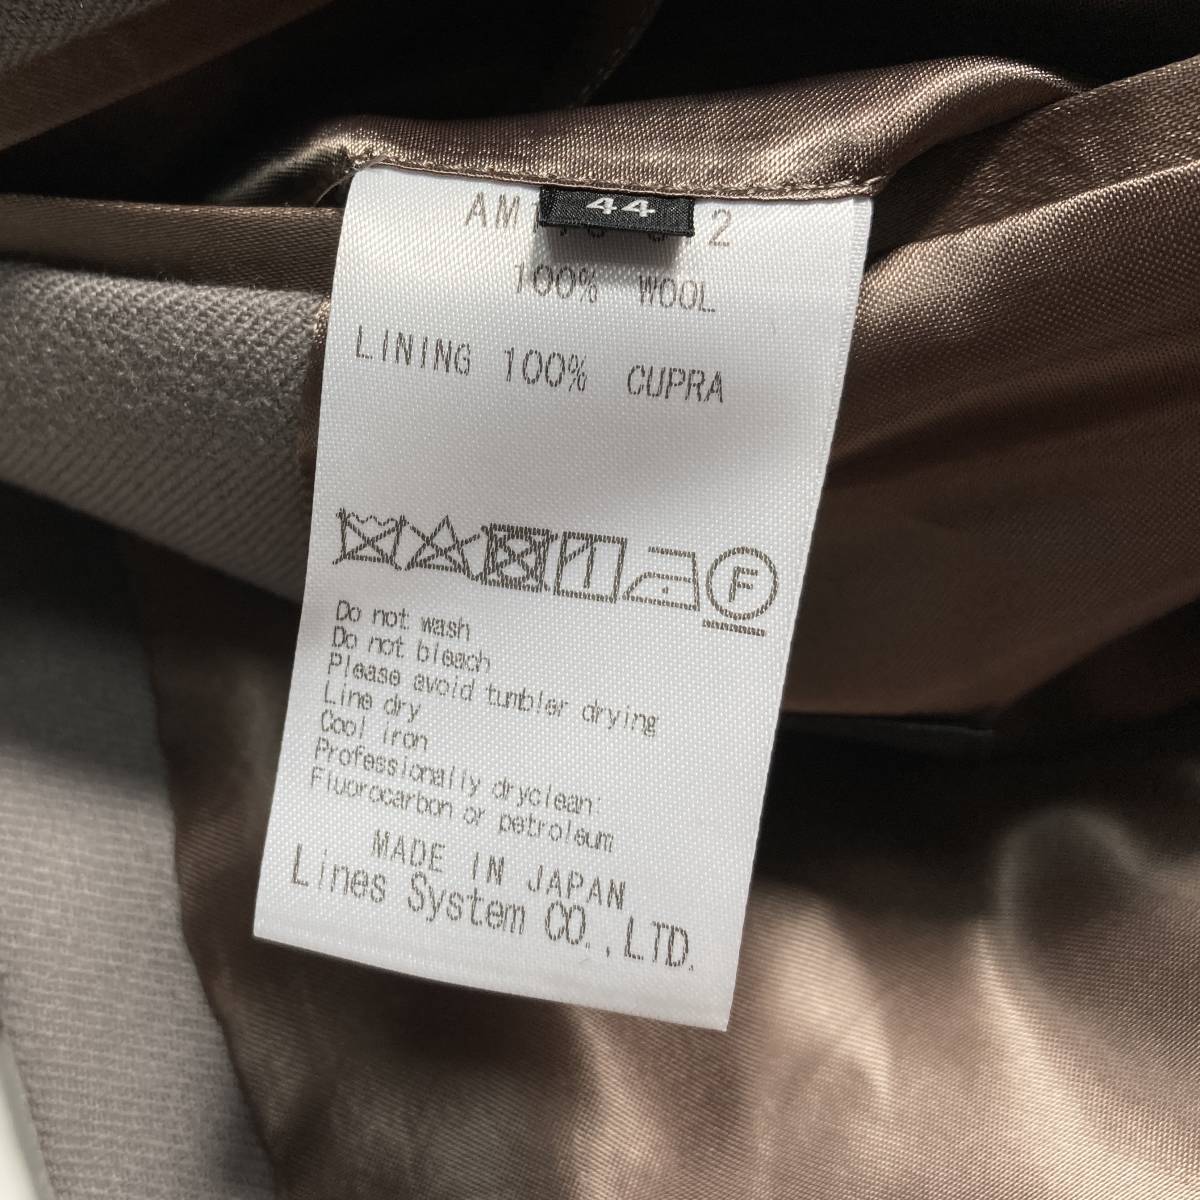 44
100% WOOL
LINING 100% CUPRA
F
Do not wash
Do not bleach
Please avoid tumbler drying
Line dry
Cool iron
Professionally dryclean:
Fluorocarbon or petroleum
MADE IN JAPAN
Lines System CO.,LTD.